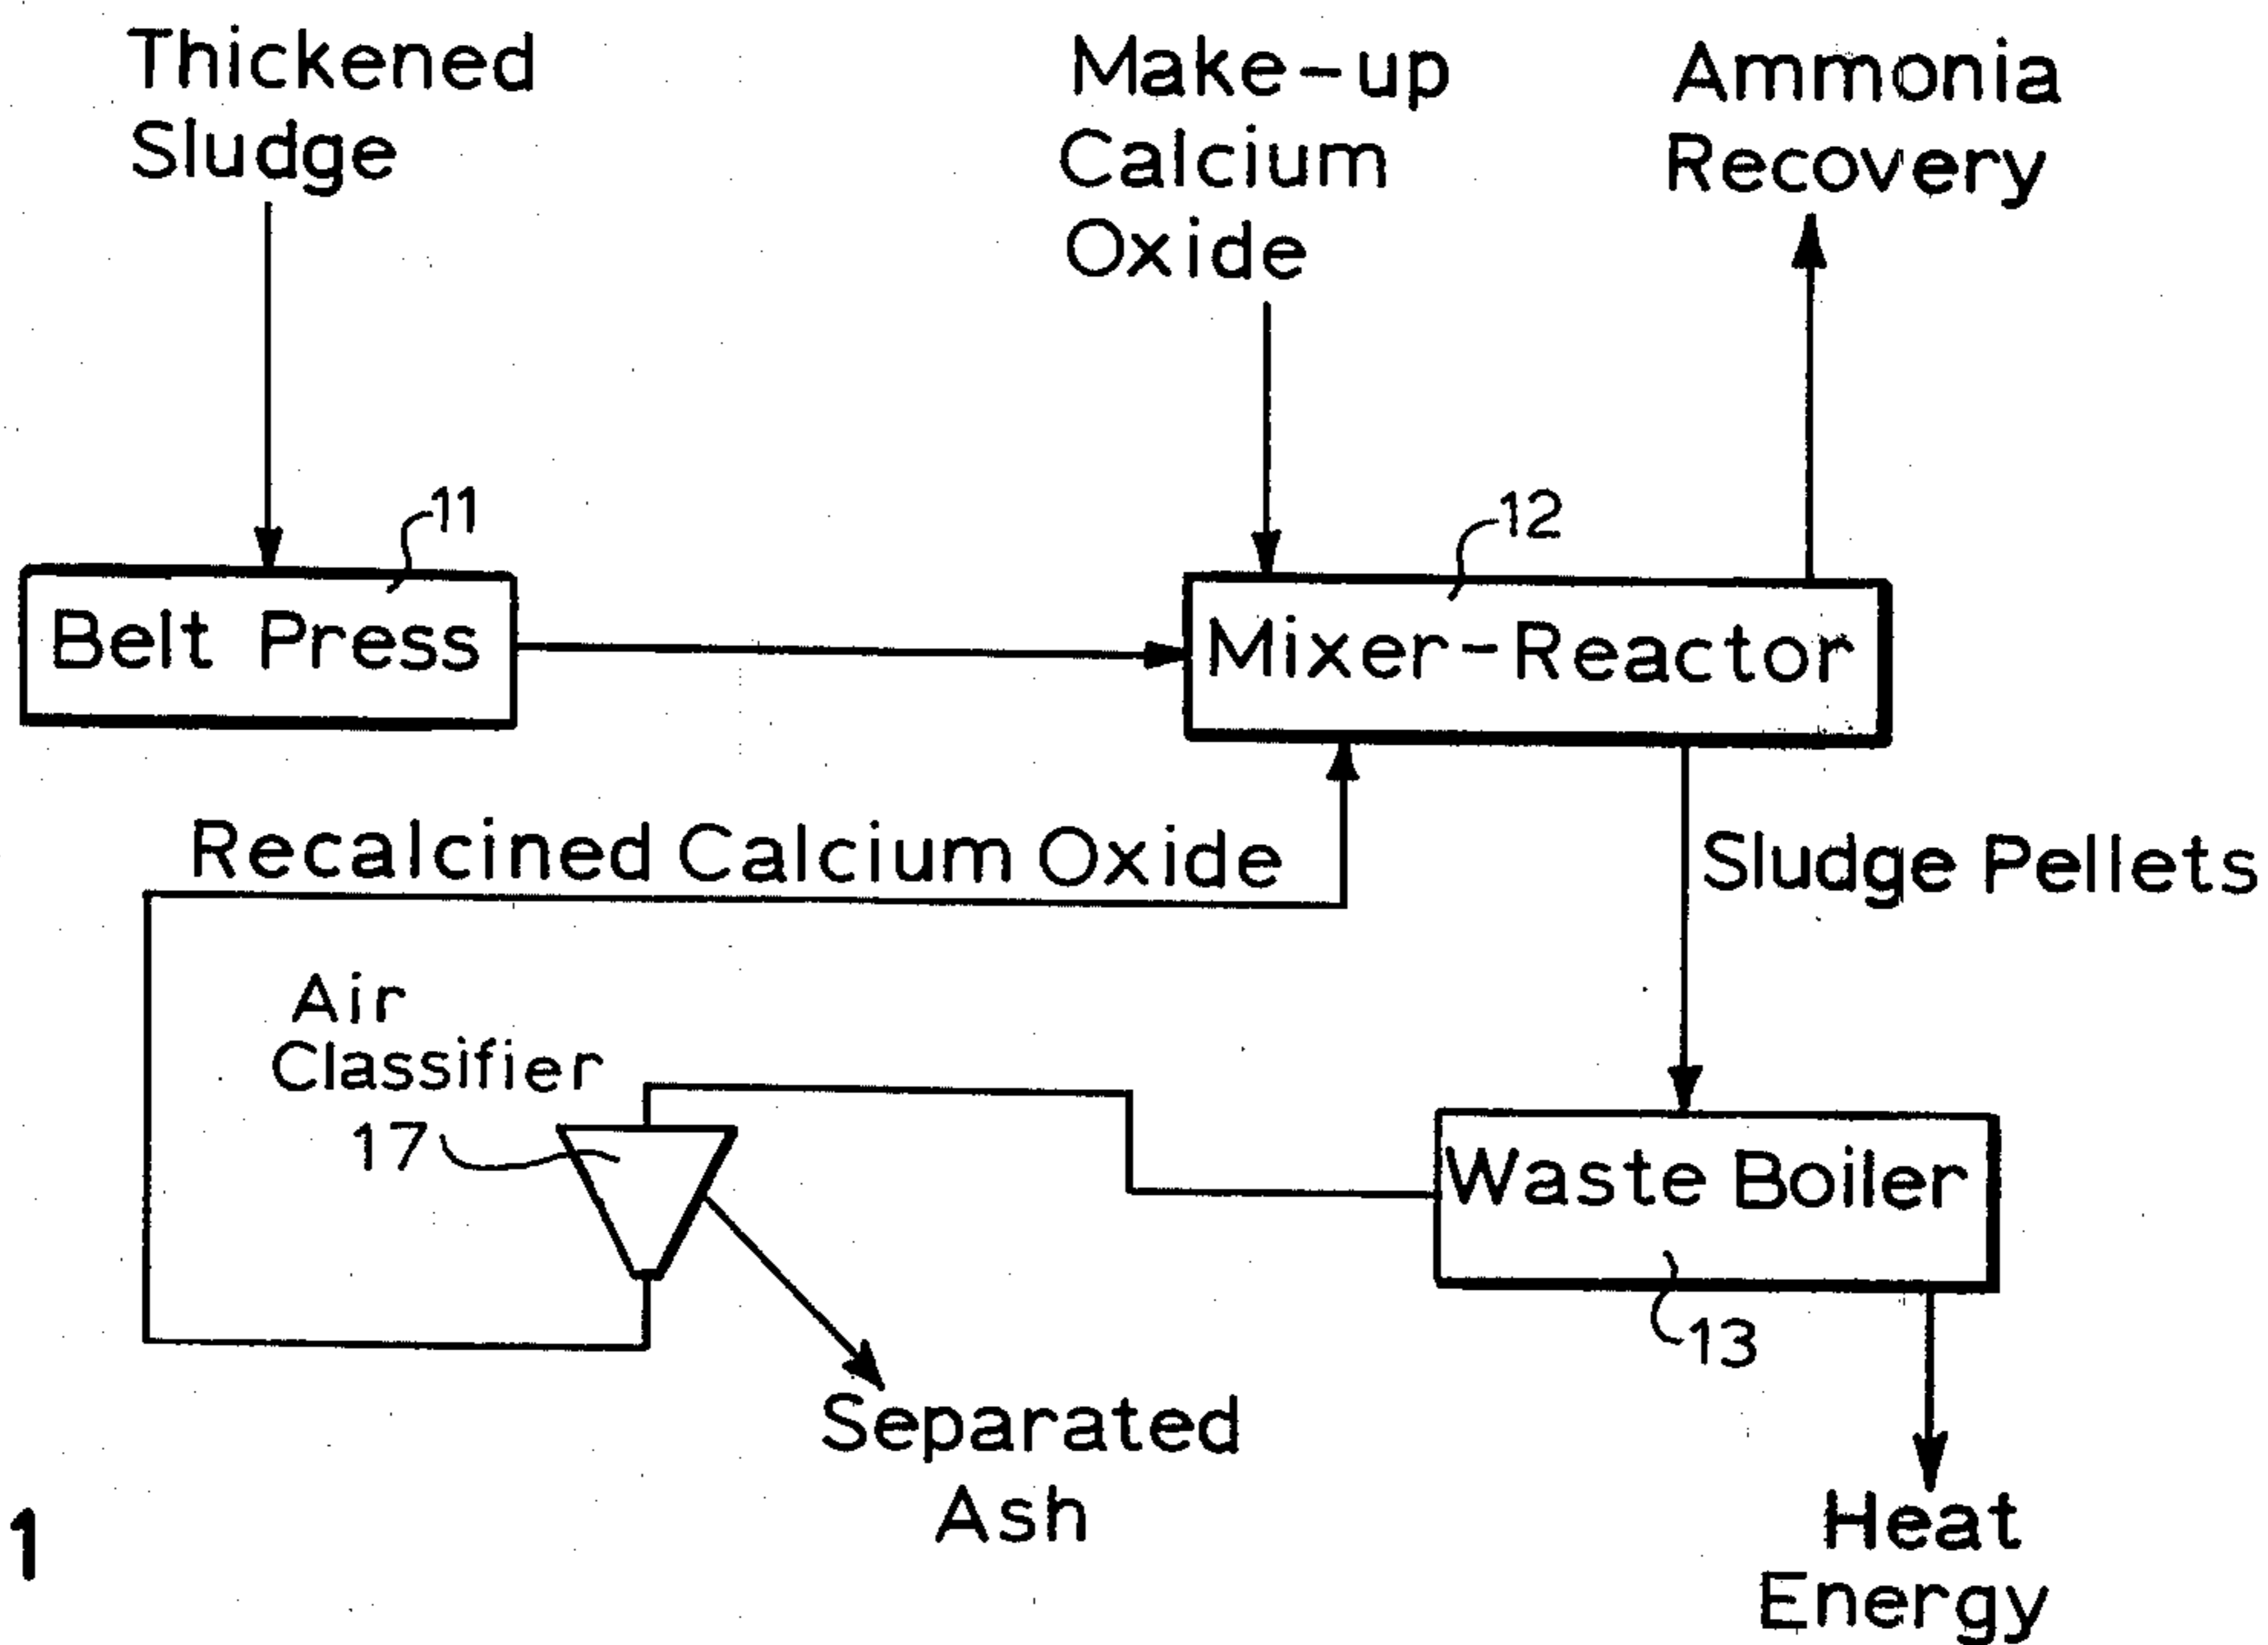 Thickened
Sludge
Make-up
Calcium
Oxide
Ammonia
Recovery
11
12
Belt Press
Mixer-Reactor
Recalcined Calcium Oxide
Sludge Pellets
Air
Classifier
17
Waste Boiler
13
Separated
Ash
Heat
Energy
1